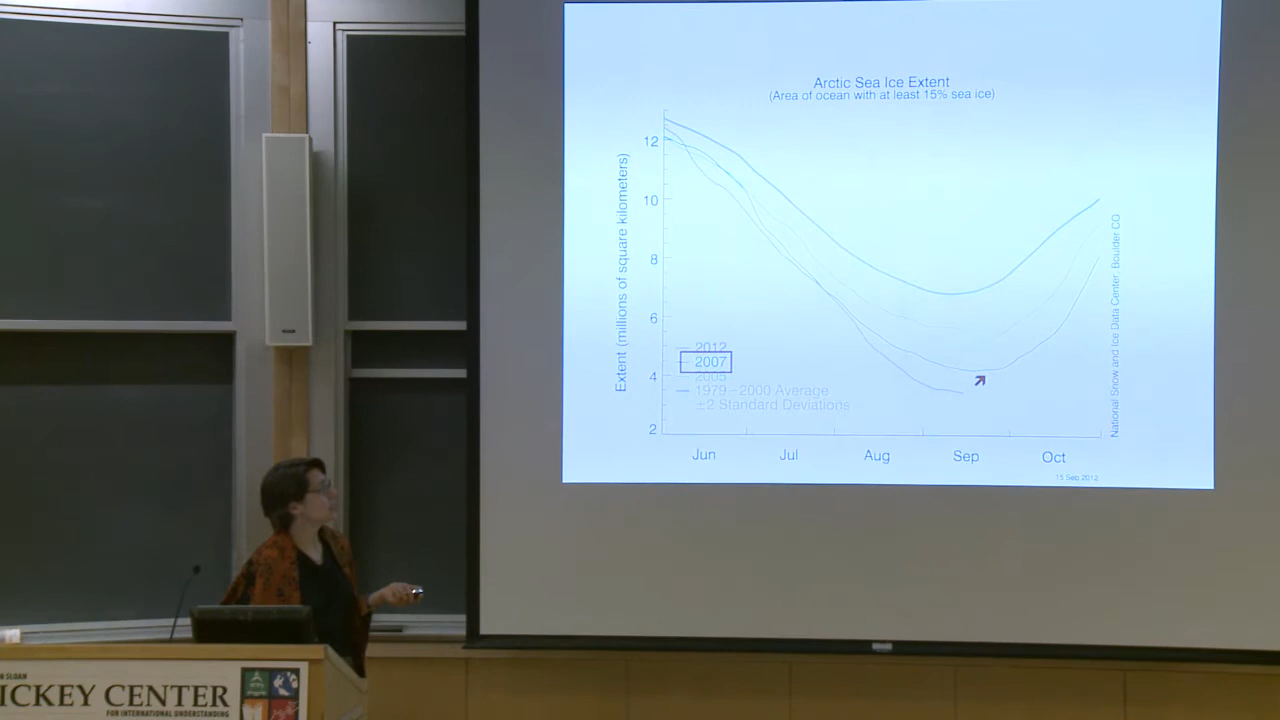 Arctic Sea Ice Extent
(Area of ocean with at least 15% sea ice)
Extent (millions of square kilometers)
12
10
8
6
4
2
2012
2007
2005
1979-2000 Average
±2 Standard Deviations
Jun Jul Aug Sep Oct
National Snow and Ice Data Center, Boulder CO
15 Sep 2012
N SLOAN
ICKEY CENTER
FOR INTERNATIONAL UNDERSTANDING